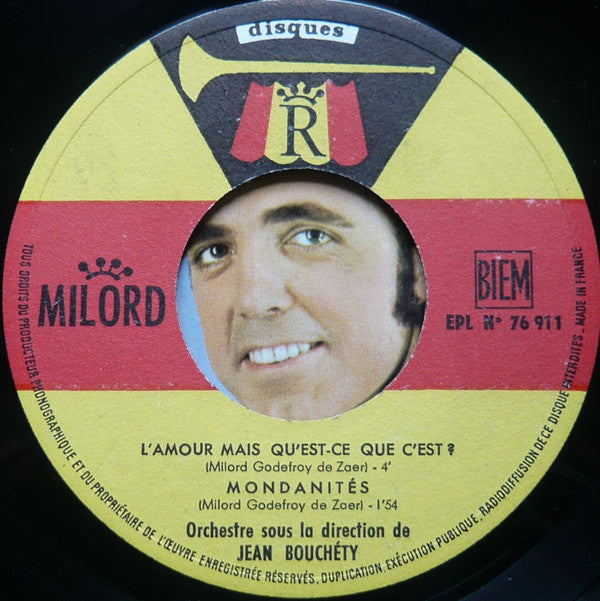 disques
R
MILORD
BIEM
EPL N° 76 911
L'AMOUR MAIS QU'EST-CE QUE C'EST ?
(Milord Godefroy de Zaer) - 4'
MONDANITÉS
(Milord Godefroy de Zaer) - 1'54
Orchestre sous la direction de
JEAN BOUCHÉTY
TOUS DROITS DU PRODUCTEUR PHONOGRAPHIQUE ET DU PROPRIÉTAIRE DE L'ŒUVRE ENREGISTRÉE RÉSERVÉS. DUPLICATION, EXÉCUTION PUBLIQUE, RADIODIFFUSION DE CE DISQUE INTERDITES _ MADE IN FRANCE